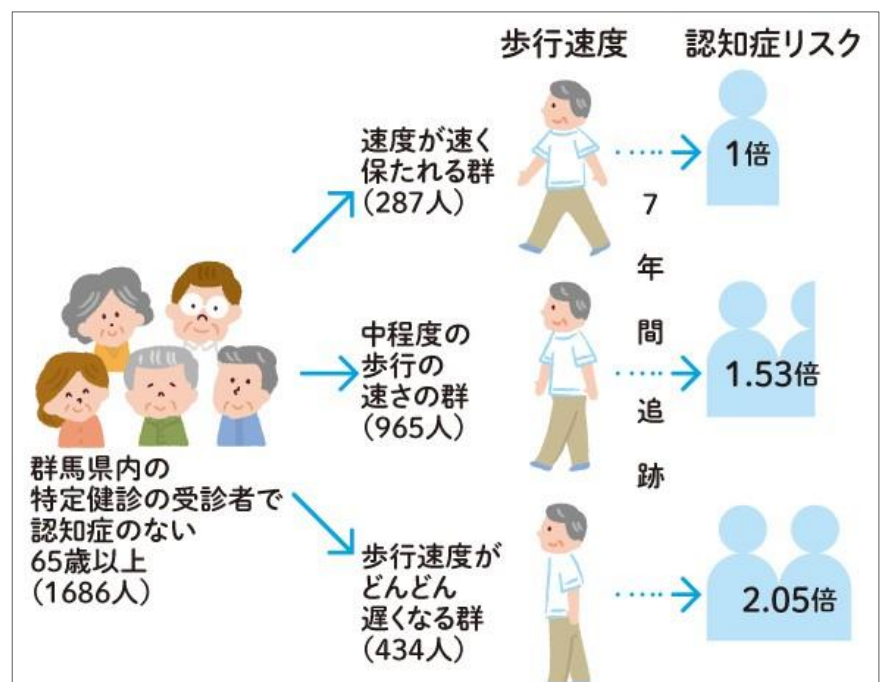 歩行速度
認知症リスク
速度が速く
保たれる群
(287人)
1倍
7年間追跡
中程度の
歩行の
速さの群
(965人)
1.53倍
群馬県内の
特定健診の受診者で
認知症のない
65歳以上
(1686人)
歩行速度が
どんどん
遅くなる群
(434人)
2.05倍